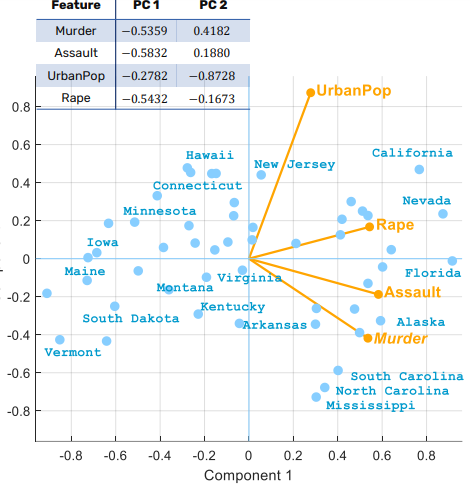 Feature PC 1 PC 2
Murder −0.5359 0.4182
Assault −0.5832 0.1880
UrbanPop −0.2782 −0.8728
Rape −0.5432 −0.1673
UrbanPop
0.8
0.6
Hawaii
California
New Jersey
0.4
Connecticut
Nevada
Minnesota
0.2
Rape
Iowa
0
Maine
Florida
Virginia
Montana
Assault
-0.2
Kentucky
South Dakota
Arkansas
Alaska
-0.4
Murder
Vermont
-0.6
South Carolina
North Carolina
Mississippi
-0.8
-0.8 -0.6 -0.4 -0.2 0 0.2 0.4 0.6 0.8
Component 1